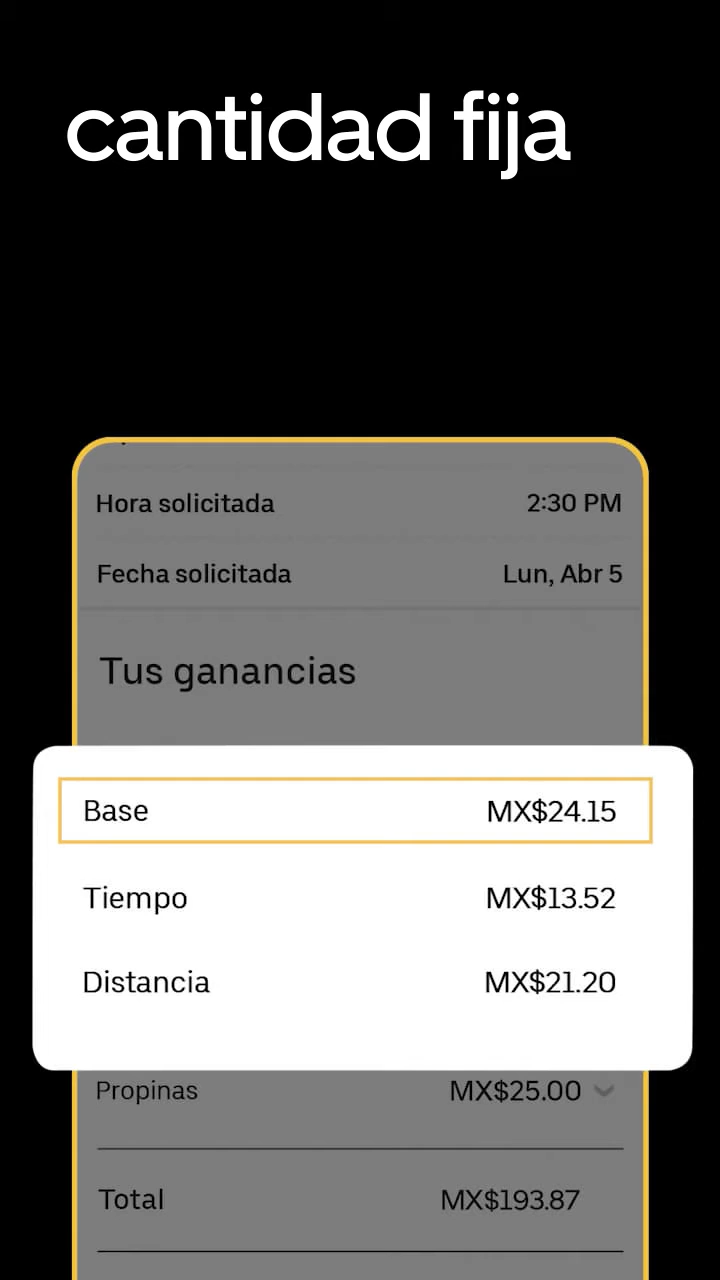 cantidad fija
Hora solicitada 2:30 PM
Fecha solicitada Lun, Abr 5
Tus ganancias
Base MX$24.15
Tiempo MX$13.52
Distancia MX$21.20
Propinas MX$25.00
Total MX$193.87